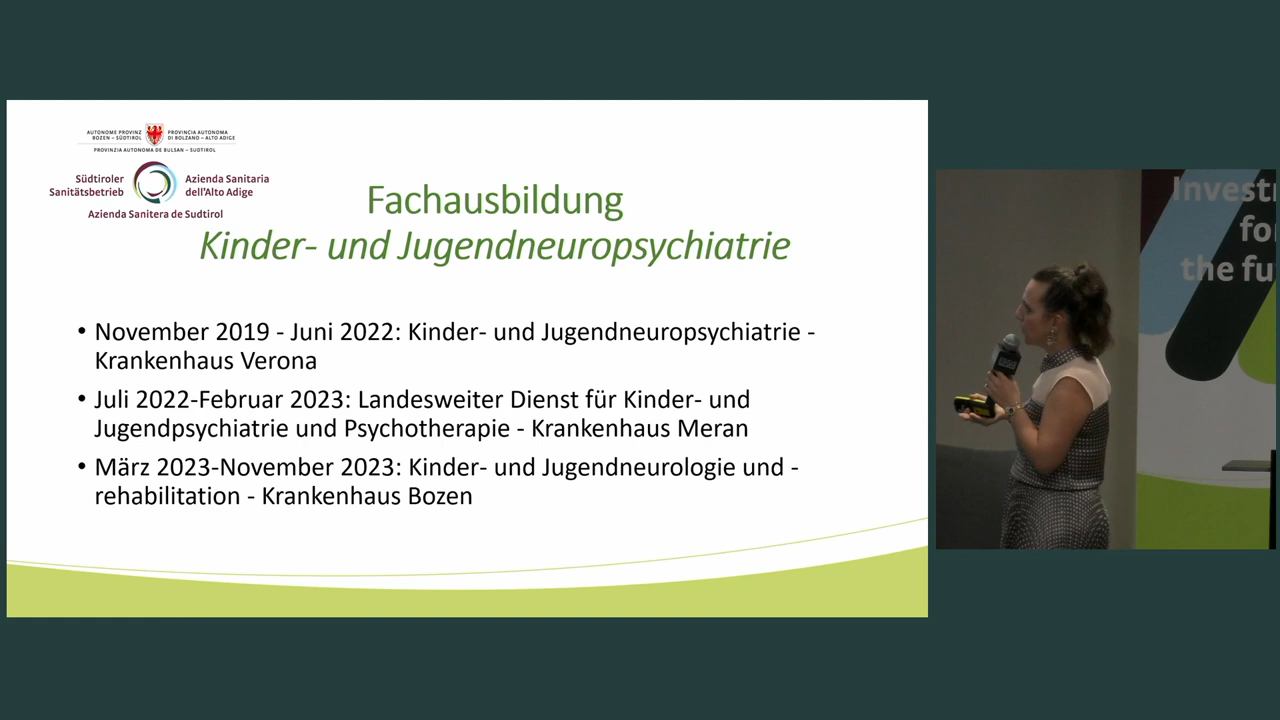 AUTONOME PROVINZ
BOZEN – SÜDTIROL
PROVINCIA AUTONOMA
DI BOLZANO – ALTO ADIGE
PROVINZIA AUTONOMA DE BULSAN – SUDTIROL
Südtiroler
Sanitätsbetrieb
Azienda Sanitaria
dell'Alto Adige
Azienda Sanitera de Sudtirol
Fachausbildung
Kinder- und Jugendneuropsychiatrie
• November 2019 - Juni 2022: Kinder- und Jugendneuropsychiatrie -
Krankenhaus Verona
• Juli 2022-Februar 2023: Landesweiter Dienst für Kinder- und
Jugendpsychiatrie und Psychotherapie - Krankenhaus Meran
• März 2023-November 2023: Kinder- und Jugendneurologie und -
rehabilitation - Krankenhaus Bozen
Invest
fo
the fu